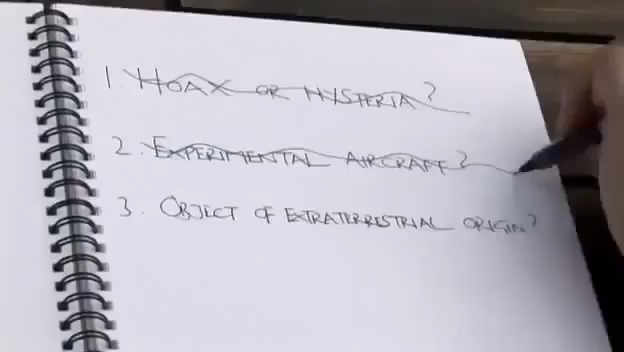 1. HOAX OR HYSTERIA?
2. EXPERIMENTAL AIRCRAFT?
3. OBJECT OF EXTRATERRESTRIAL ORIGIN?